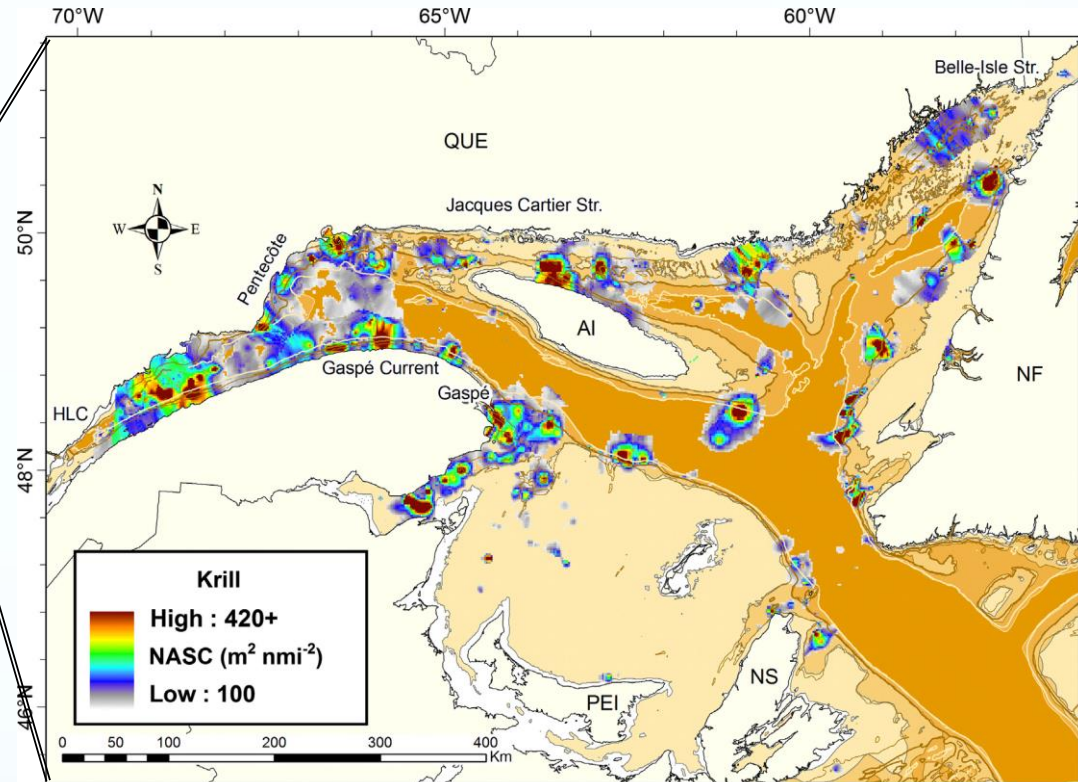 70°W 65°W 60°W
Belle-Isle Str.
QUE
Jacques Cartier Str.
N
W E
S
50°N
Pentecôte
AI
Gaspé Current
NF
Gaspé
HLC
48°N
Krill
High : 420+
NASC (m² nmi⁻²)
Low : 100
NS
PEI
46°N
0 50 100 200 300 400
Km